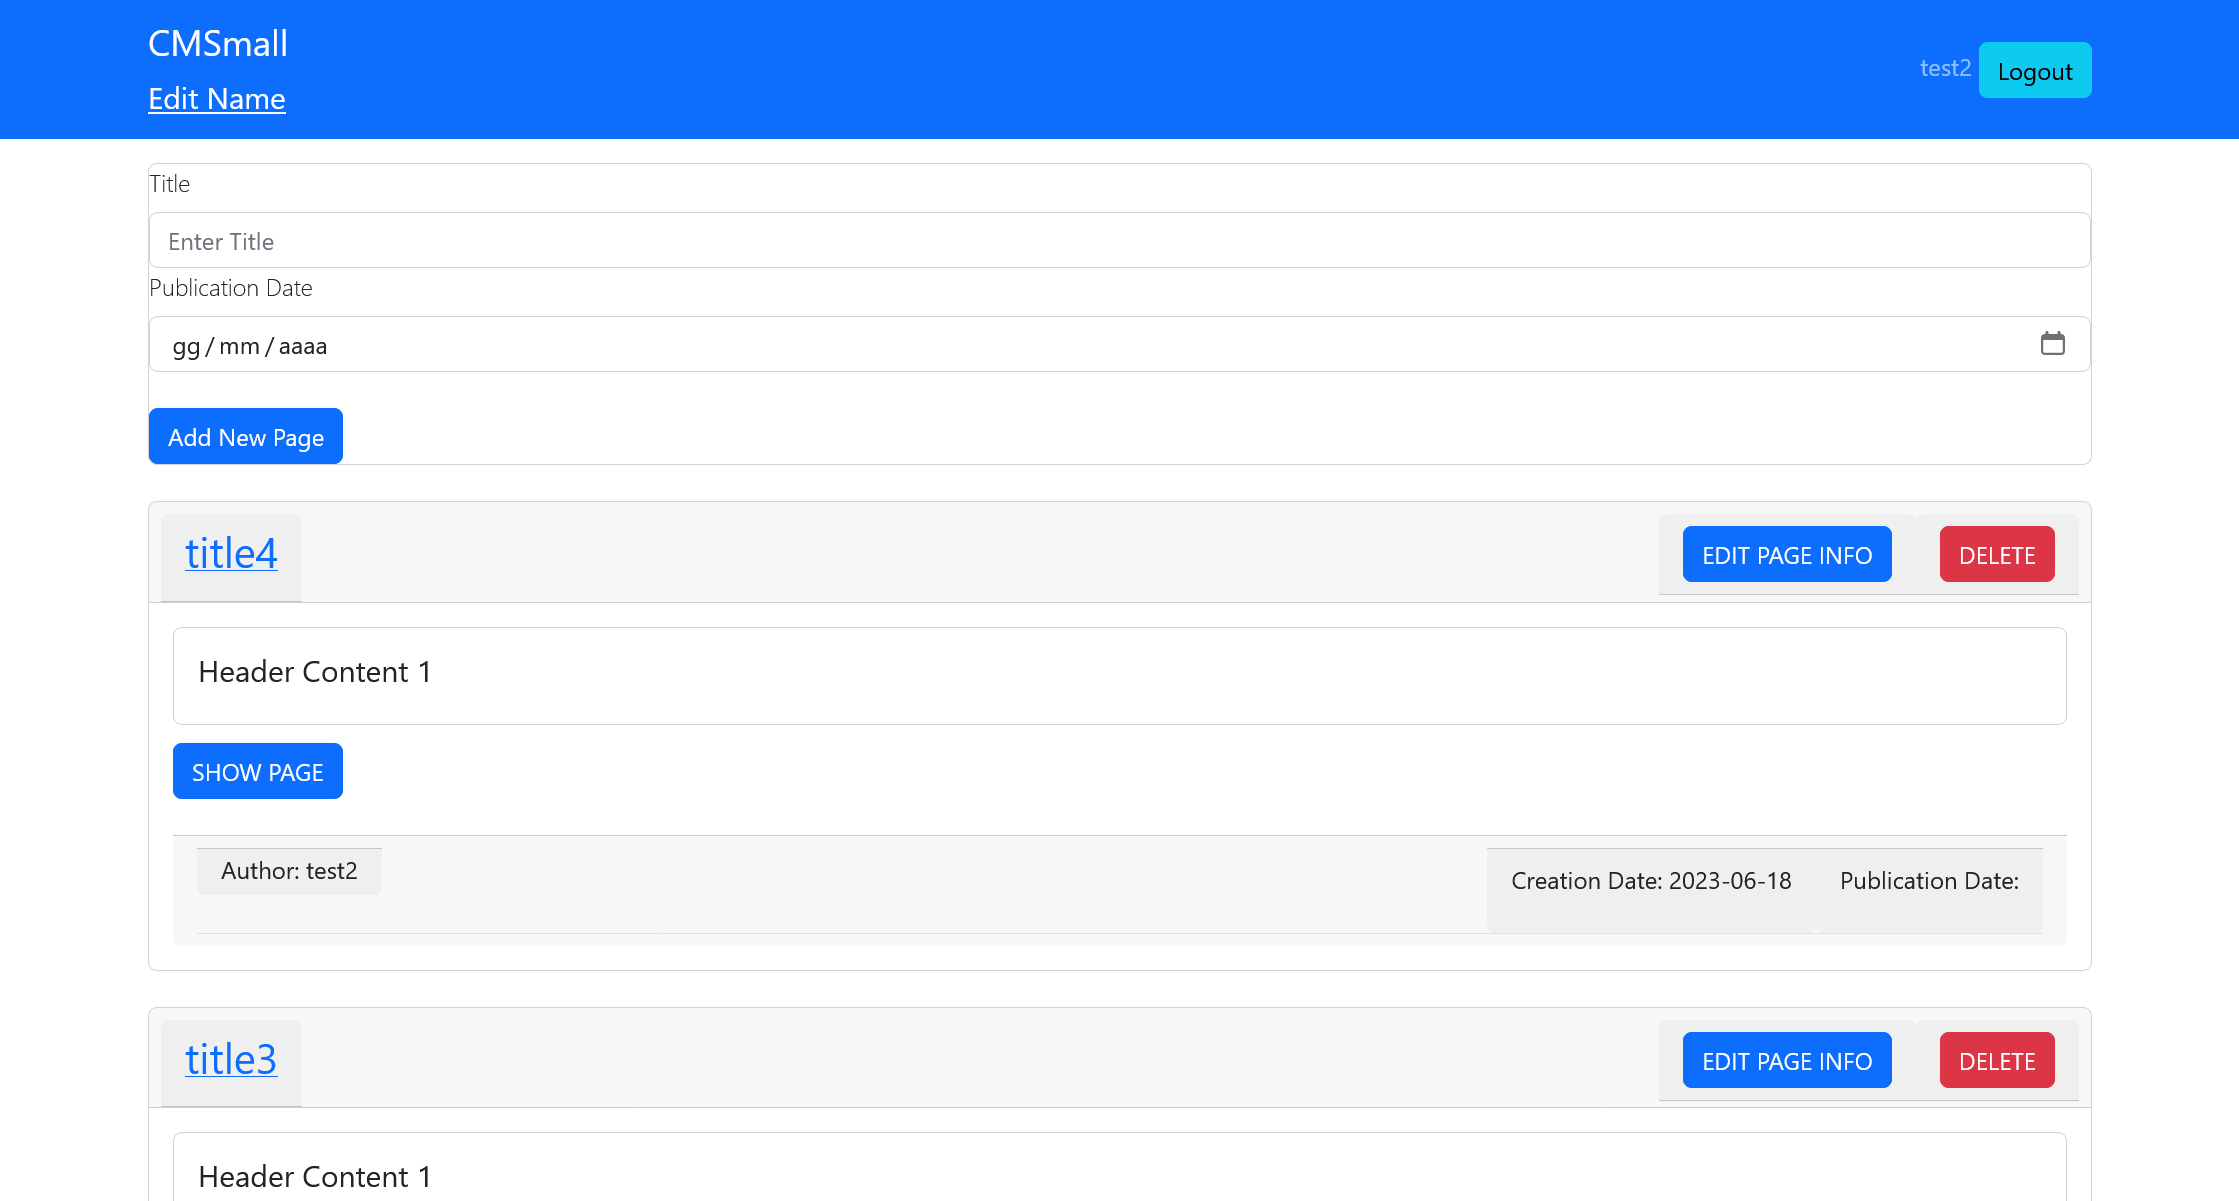 CMSmall
Edit Name
test2 Logout
Title
Enter Title
Publication Date
gg/mm/aaaa
Add New Page
title4 EDIT PAGE INFO DELETE
Header Content 1
SHOW PAGE
Author: test2 Creation Date: 2023-06-18 Publication Date:
title3 EDIT PAGE INFO DELETE
Header Content 1